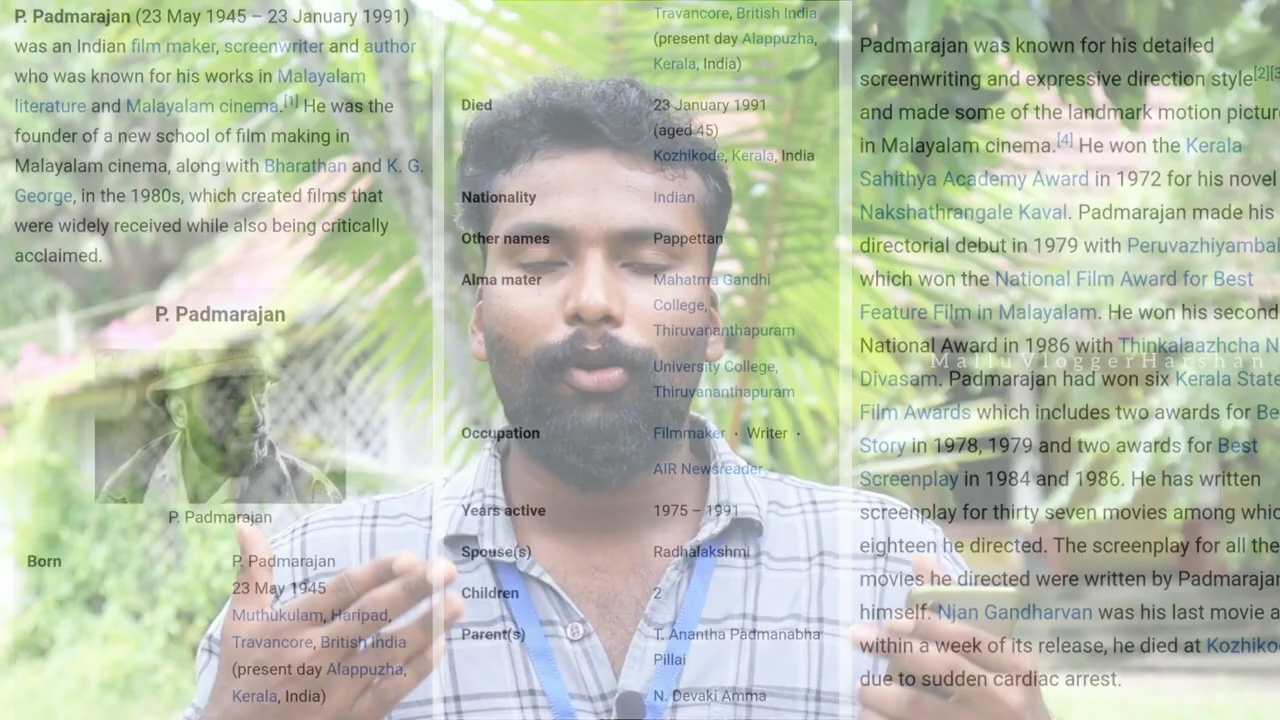 P. Padmarajan (23 May 1945 – 23 January 1991)
was an Indian film maker, screenwriter and author
who was known for his works in Malayalam
literature and Malayalam cinema.[1] He was the
founder of a new school of film making in
Malayalam cinema, along with Bharathan and K. G.
George, in the 1980s, which created films that
were widely received while also being critically
acclaimed.
P. Padmarajan
P. Padmarajan
Born P. Padmarajan
23 May 1945
Muthukulam, Haripad,
Travancore, British India
(present day Alappuzha,
Kerala, India)
Travancore, British India
(present day Alappuzha,
Kerala, India)
Died 23 January 1991
(aged 45)
Kozhikode, Kerala, India
Nationality Indian
Other names Pappettan
Alma mater Mahatma Gandhi
College,
Thiruvananthapuram
University College,
Thiruvananthapuram
Occupation Filmmaker · Writer ·
AIR Newsreader
Years active 1975 – 1991
Spouse(s) Radhalakshmi
Children 2
Parent(s) T. Anantha Padmanabha
Pillai
N. Devaki Amma
Padmarajan was known for his detailed
screenwriting and expressive direction style[2][3
and made some of the landmark motion pictur
in Malayalam cinema.[4] He won the Kerala
Sahithya Academy Award in 1972 for his novel
Nakshathrangale Kaval. Padmarajan made his
directorial debut in 1979 with Peruvazhiyambal
which won the National Film Award for Best
Feature Film in Malayalam. He won his second
National Award in 1986 with Thinkalaazhcha N
MalluVloggerHarshan
Divasam. Padmarajan had won six Kerala State
Film Awards which includes two awards for Be
Story in 1978, 1979 and two awards for Best
Screenplay in 1984 and 1986. He has written
screenplay for thirty seven movies among whic
eighteen he directed. The screenplay for all the
movies he directed were written by Padmarajan
himself. Njan Gandharvan was his last movie a
within a week of its release, he died at Kozhiko
due to sudden cardiac arrest.